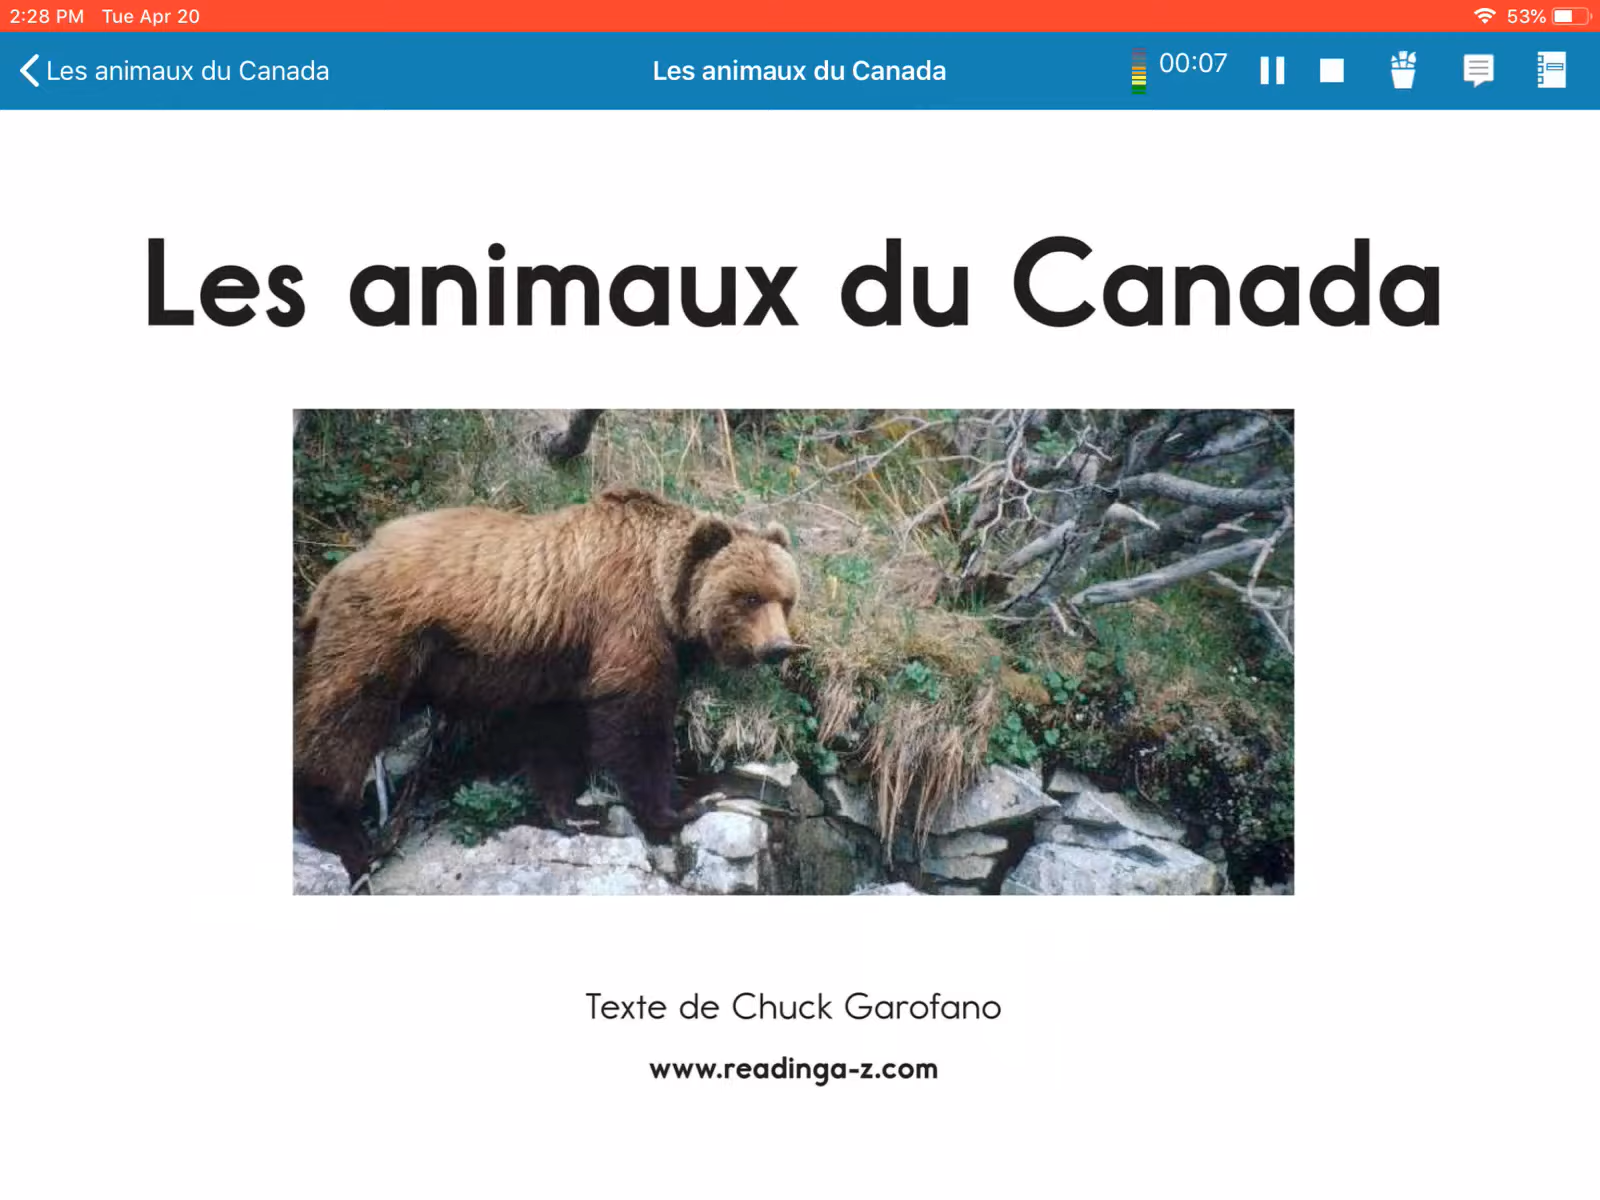 2:28 PM Tue Apr 20 53%
Les animaux du Canada Les animaux du Canada 00:07
Les animaux du Canada
Texte de Chuck Garofano
www.readinga-z.com